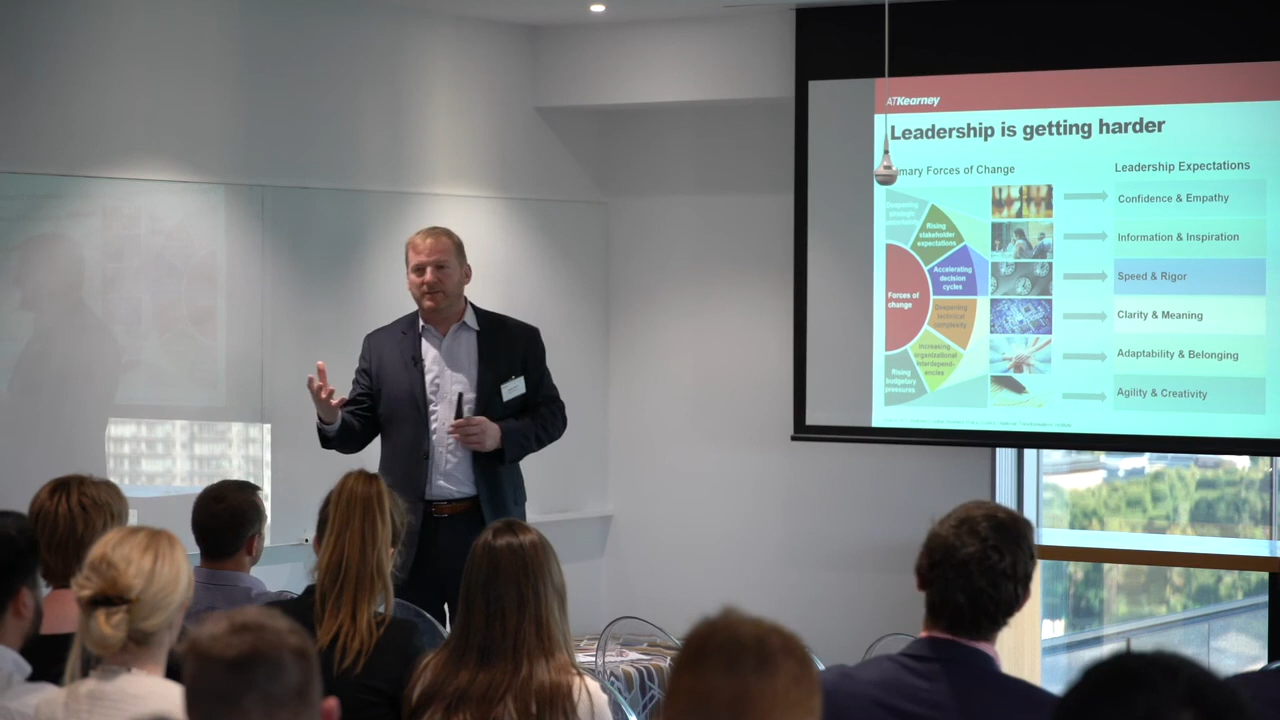 ATKearney
Leadership is getting harder
mary Forces of Change
Leadership Expectations
Deepening
strategic
Rising
stakeholder
expectations
Accelerating
decision
cycles
Forces of
change
Deepening
technical
complexity
Increasing
organizational
interdepend-
encies
Rising
budgetary
pressures
Confidence & Empathy
Information & Inspiration
Speed & Rigor
Clarity & Meaning
Adaptability & Belonging
Agility & Creativity